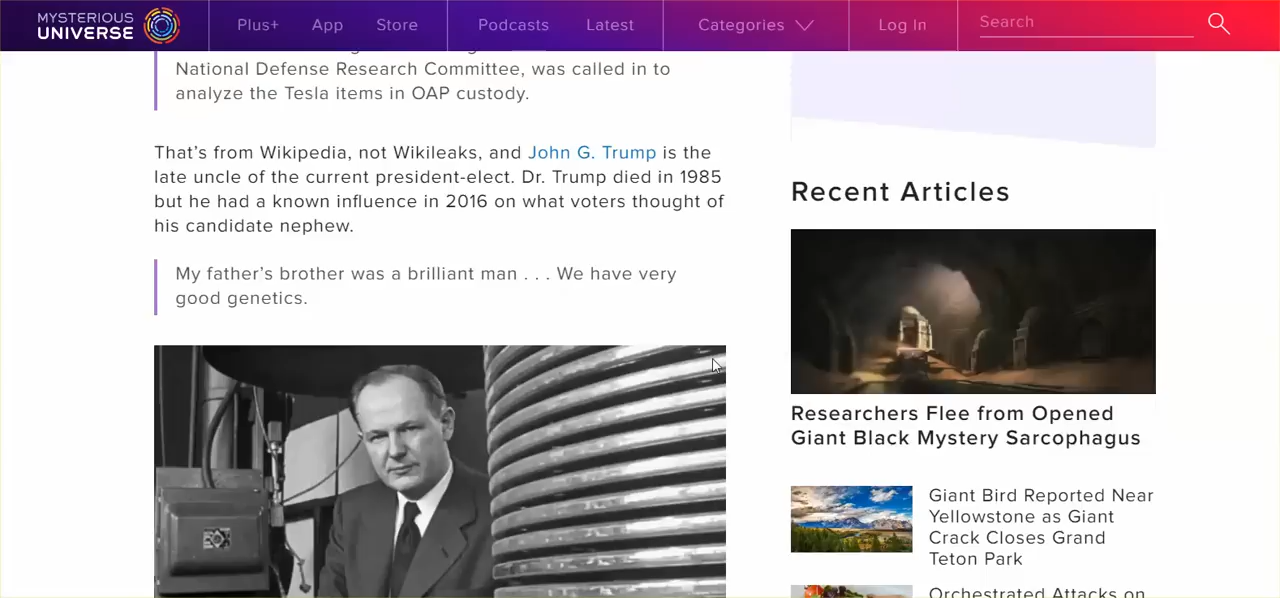 MYSTERIOUS
UNIVERSE
Plus+
App
Store
Podcasts
Latest
Categories
Log In
Search
National Defense Research Committee, was called in to
analyze the Tesla items in OAP custody.
That's from Wikipedia, not Wikileaks, and John G. Trump is the
late uncle of the current president-elect. Dr. Trump died in 1985
but he had a known influence in 2016 on what voters thought of
his candidate nephew.
My father's brother was a brilliant man . . . We have very
good genetics.
Recent Articles
Researchers Flee from Opened
Giant Black Mystery Sarcophagus
Giant Bird Reported Near
Yellowstone as Giant
Crack Closes Grand
Teton Park
Orchestrated Attacks on